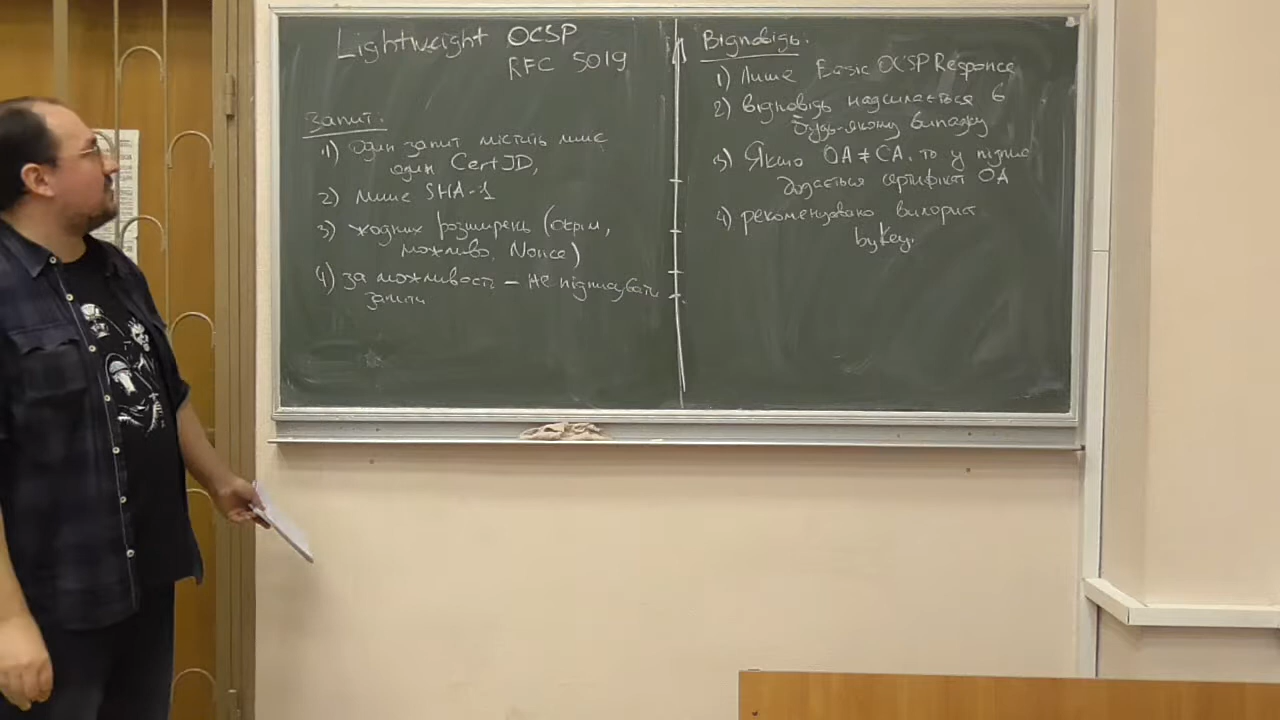 Lightweight OCSP
RFC 5019
Запит:
1) один запит містить лише
один CertID,
2) лише SHA-1
3) жодних розширень (окрім,
можливо, Nonce)
4) за можливості - не підписувати
запити
Відповідь:
1) Лише Basic OCSP Response
2) Відповідь надсилається в
будь-якому випадку
3) Якщо OA ≠ CA, то у підпис
додається сертифікат OA
4) рекомендовано використ
byKey.